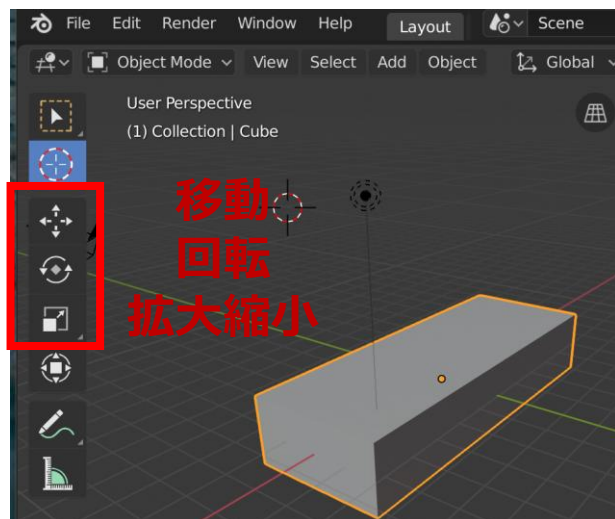 File Edit Render Window Help Layout Scene
Object Mode View Select Add Object Global
User Perspective
(1) Collection | Cube
移動
回転
拡大縮小